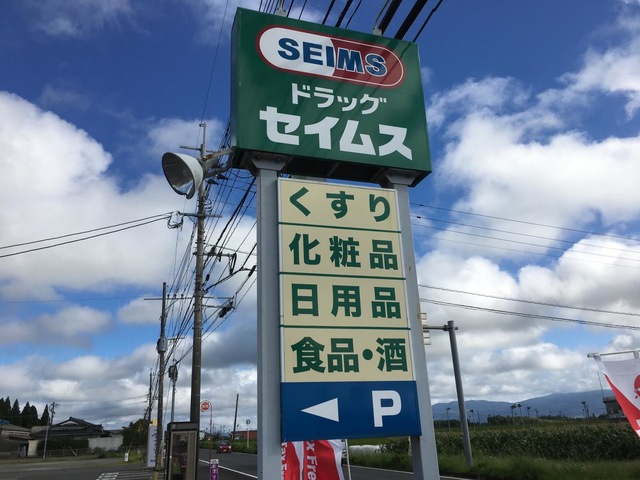 SEIMS
ドラッグ
セイムス
くすり
化粧品
日用品
食品・酒
P